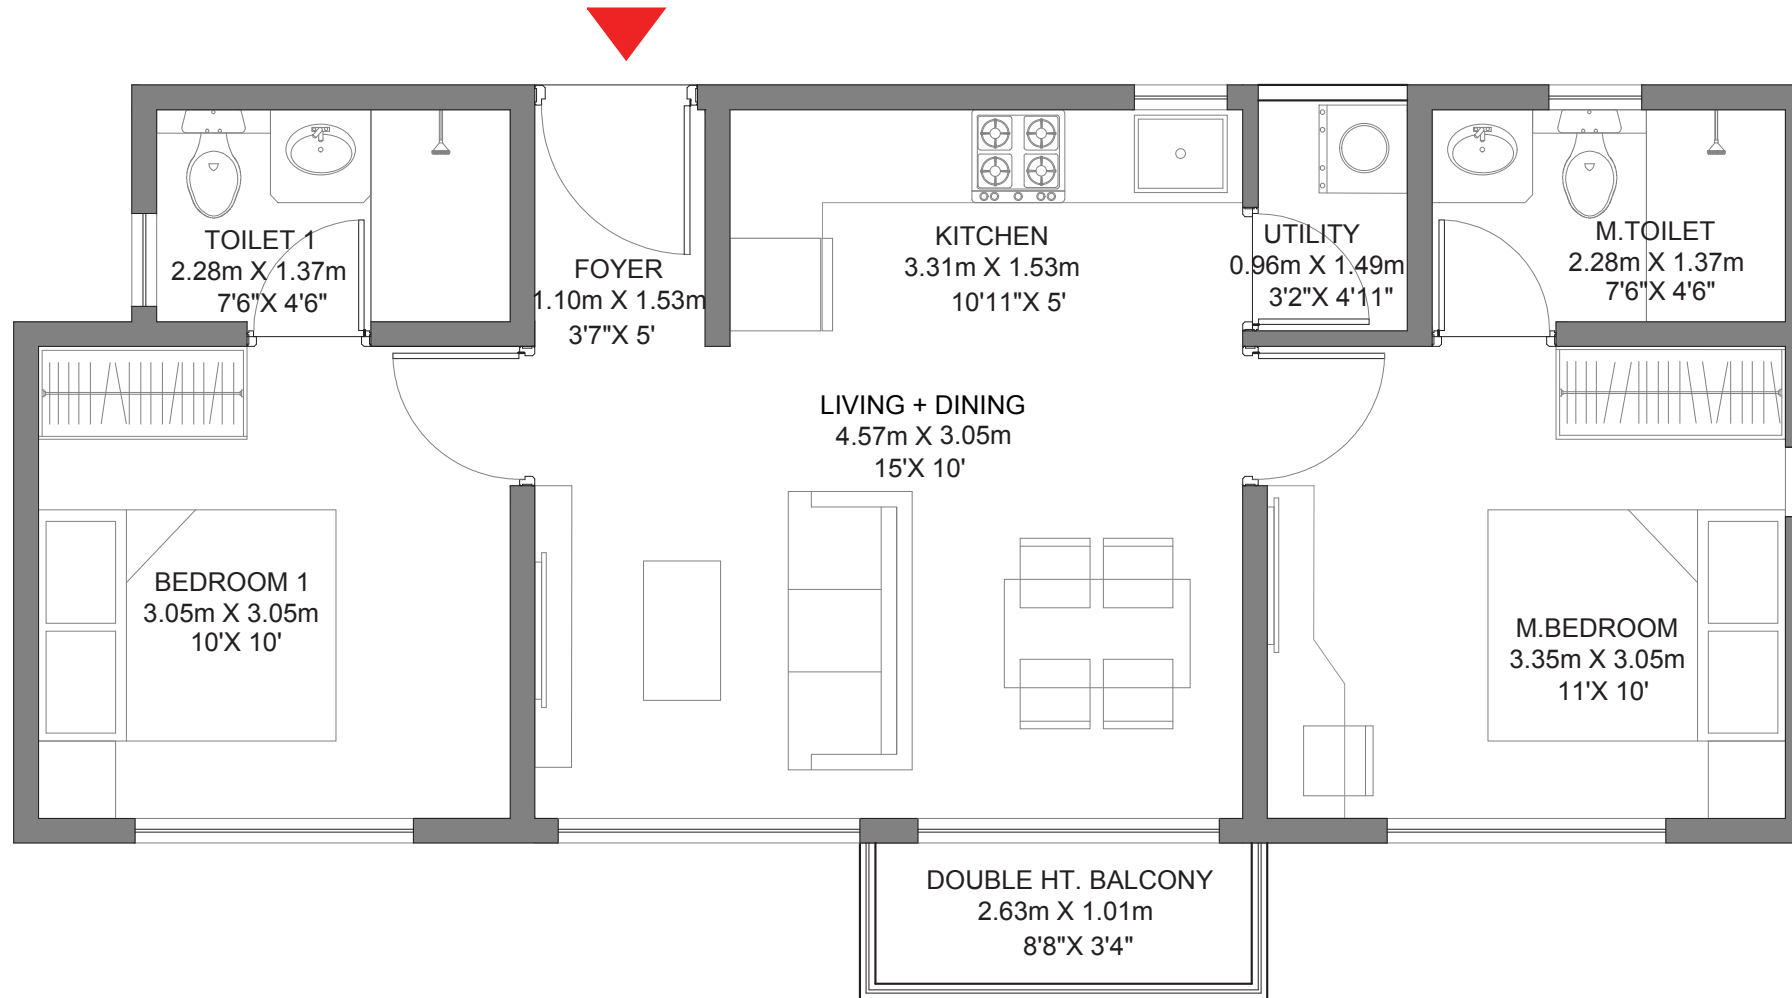 TOILET 1
2.28m X 1.37m
7'6"X 4'6"
FOYER
1.10m X 1.53m
3'7"X 5'
KITCHEN
3.31m X 1.53m
10'11"X 5'
UTILITY
0.96m X 1.49m
3'2"X 4'11"
M.TOILET
2.28m X 1.37m
7'6"X 4'6"
LIVING + DINING
4.57m X 3.05m
15'X 10'
BEDROOM 1
3.05m X 3.05m
10'X 10'
M.BEDROOM
3.35m X 3.05m
11'X 10'
DOUBLE HT. BALCONY
2.63m X 1.01m
8'8"X 3'4"